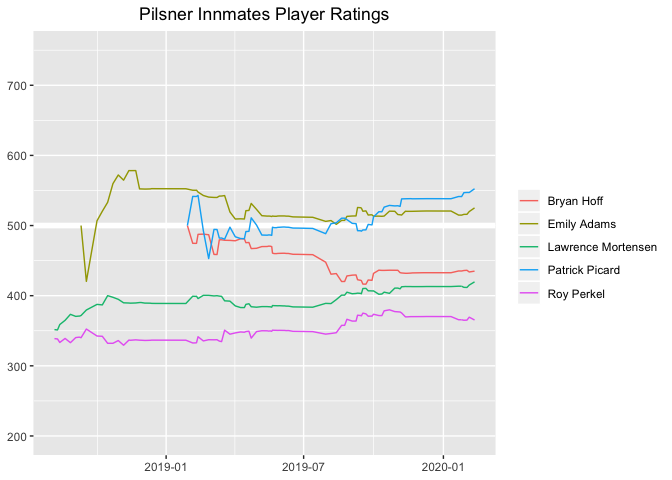 Pilsner Innmates Player Ratings
700
600
500
400
300
200
2019-01
2019-07
2020-01
Bryan Hoff
Emily Adams
Lawrence Mortensen
Patrick Picard
Roy Perkel